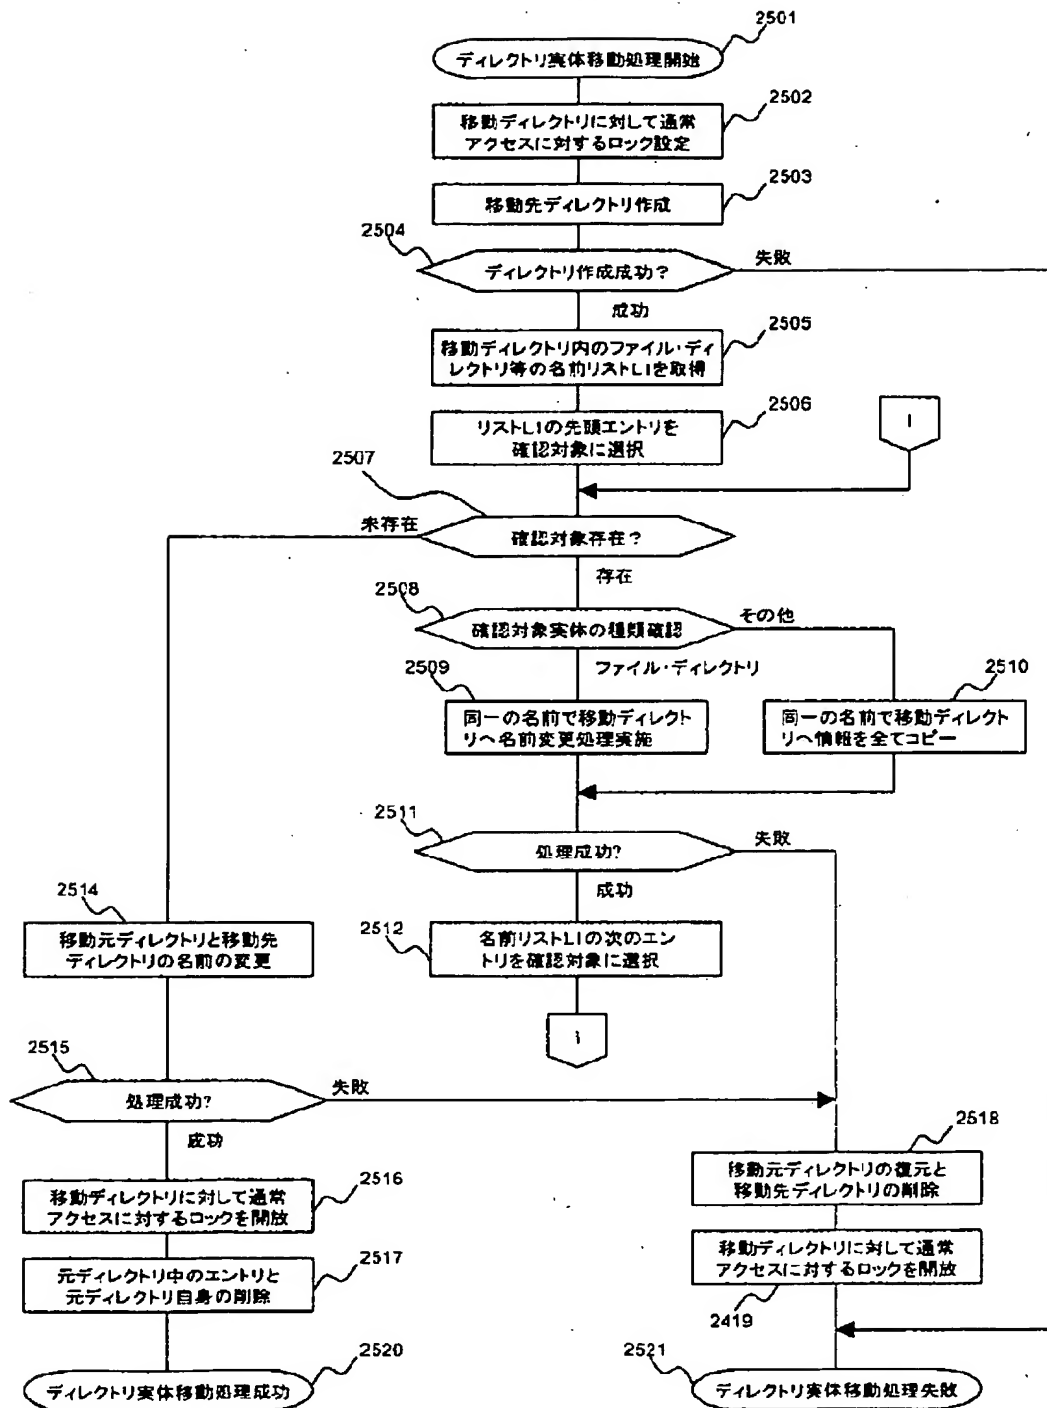 2501
ディレクトリ実体移動処理開始
2502
移動ディレクトリに対して通常
アクセスに対するロック設定
2503
移動先ディレクトリ作成
2504
ディレクトリ作成成功?
失敗
成功
2505
移動ディレクトリ内のファイル・ディ
レクトリ等の名前リストL1を取得
2506
リストL1の先頭エントリを
確認対象に選択
1
2507
未存在
確認対象存在?
存在
2508
その他
確認対象実体の種類確認
ファイル・ディレクトリ
2509
同一の名前で移動ディレクト
リへ名前変更処理実施
2510
同一の名前で移動ディレクト
リへ情報を全てコピー
2511
失敗
処理成功?
成功
2514
移動元ディレクトリと移動先
ディレクトリの名前の変更
2512
名前リストL1の次のエン
トリを確認対象に選択
1
2515
処理成功?
失敗
成功
2518
移動元ディレクトリの復元と
移動先ディレクトリの削除
2516
移動ディレクトリに対して通常
アクセスに対するロックを開放
移動ディレクトリに対して通常
アクセスに対するロックを開放
2419
2517
元ディレクトリ中のエントリと
元ディレクトリ自身の削除
2520
ディレクトリ実体移動処理成功
2521
ディレクトリ実体移動処理失敗